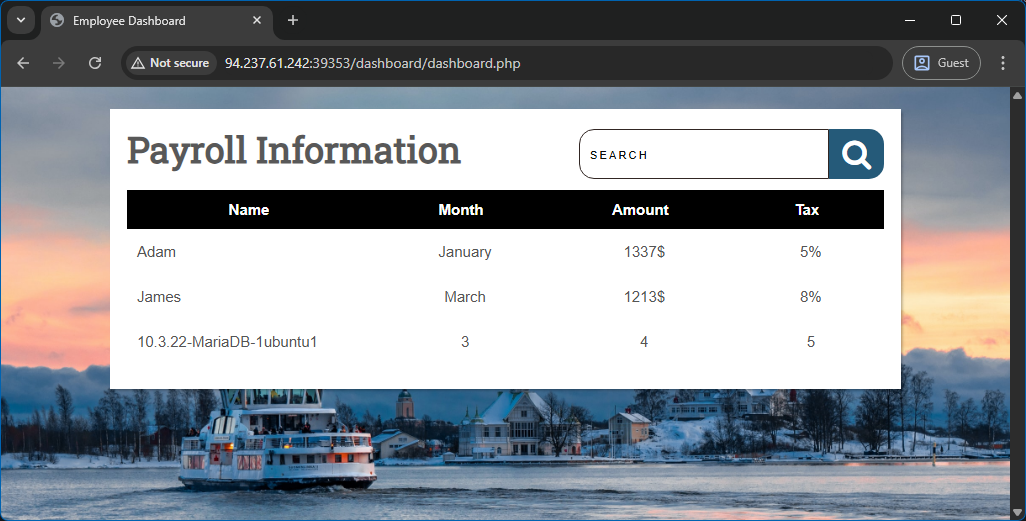 Employee Dashboard
Not secure 94.237.61.242:39353/dashboard/dashboard.php Guest
Payroll Information
SEARCH
Name Month Amount Tax
Adam January 1337$ 5%
James March 1213$ 8%
10.3.22-MariaDB-1ubuntu1 3 4 5